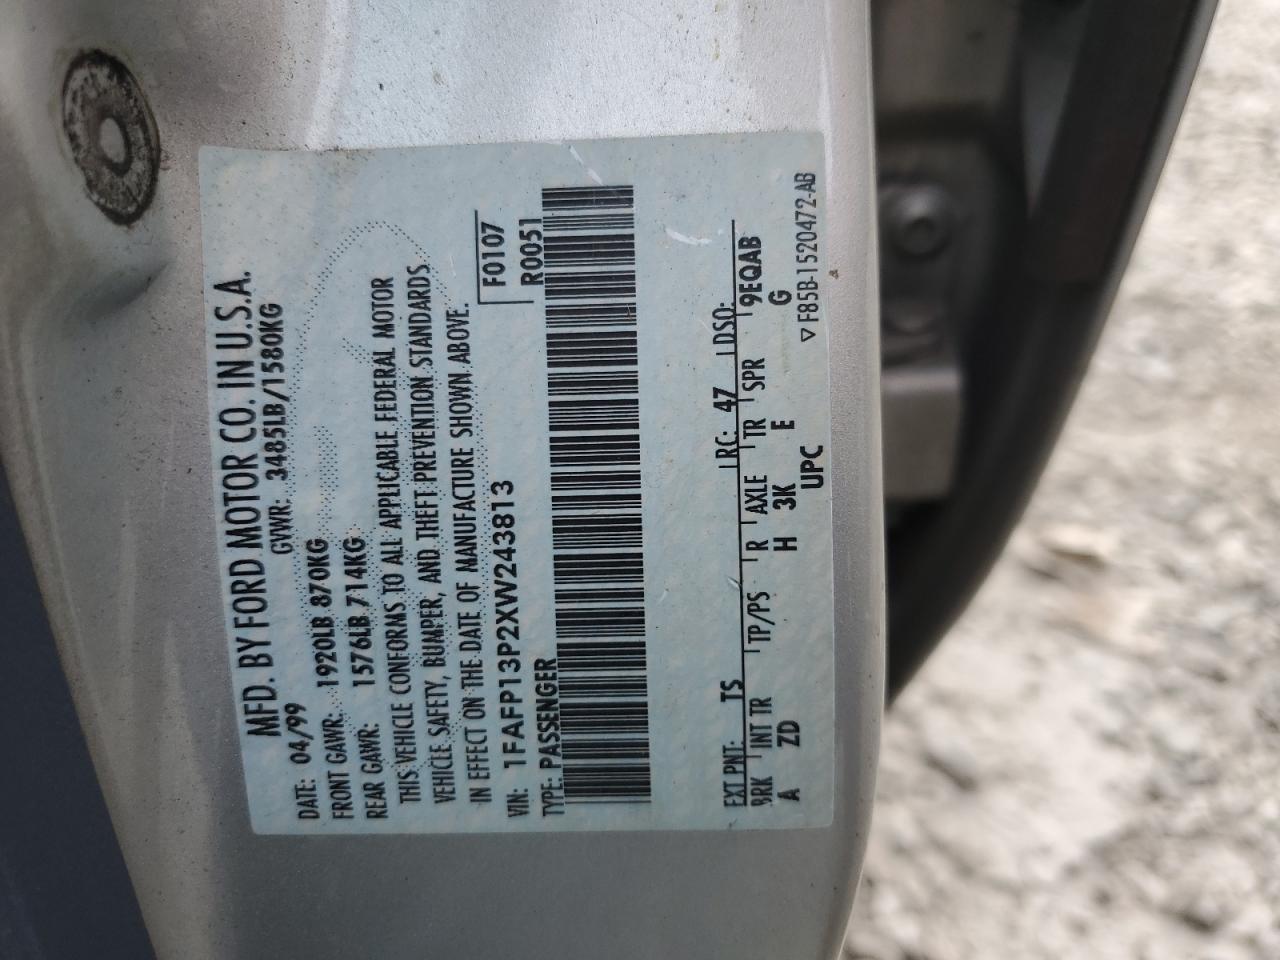 MFD. BY FORD MOTOR CO. IN U.S.A.
DATE: 04/99 GVWR: 3485LB/1580KG
FRONT GAWR: 1920LB 870KG
REAR GAWR: 1576LB 714KG
THIS VEHICLE CONFORMS TO ALL APPLICABLE FEDERAL MOTOR
VEHICLE SAFETY, BUMPER, AND THEFT PREVENTION STANDARDS
IN EFFECT ON THE DATE OF MANUFACTURE SHOWN ABOVE.
VIN: 1FAFP13P2XW243813 F0107
TYPE: PASSENGER R0051
EXT PNT: TS RC: 47 DSO:
BRK INT TR TP/PS R AXLE TR SPR 9EQAB
A ZD H 3K E G
UPC
▽ F85B-1520472-AB